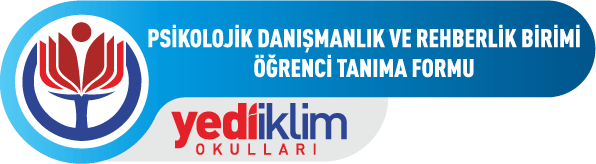 PSİKOLOJİK DANIŞMANLIK VE REHBERLİK BİRİMİ
ÖĞRENCİ TANIMA FORMU
yediiklim
OKULLARI